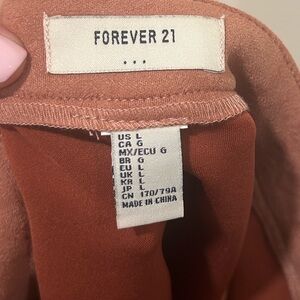 FOREVER 21
...
US L
CA G
MX/ECU G
BR G
EU L
UK L
KR L
JP L
CN 170/79A
MADE IN CHINA